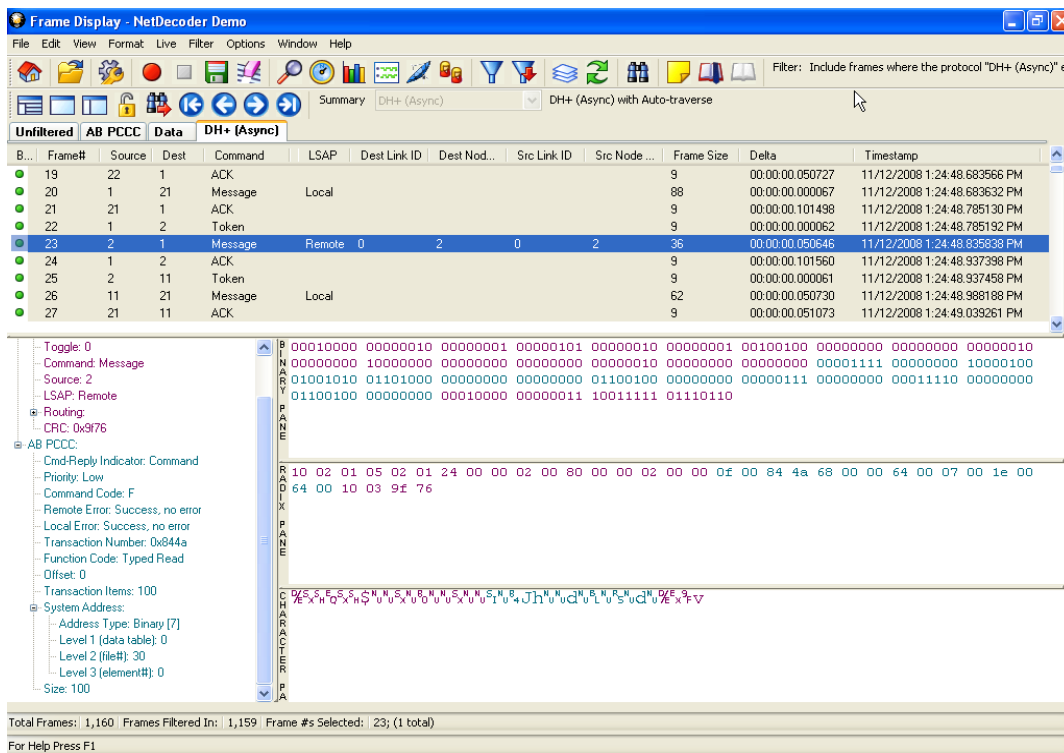 Frame Display - NetDecoder Demo
File Edit View Format Live Filter Options Window Help
Filter: Include frames where the protocol "DH+ (Async)" e
Summary DH+ (Async) DH+ (Async) with Auto-traverse
Unfiltered AB PCCC Data DH+ (Async)
B... Frame# Source Dest Command LSAP Dest Link ID Dest Nod... Src Link ID Src Node ... Frame Size Delta Timestamp
19 22 1 ACK 9 00:00:00.050727 11/12/2008 1:24:48.683566 PM
20 1 21 Message Local 88 00:00:00.000067 11/12/2008 1:24:48.683632 PM
21 21 1 ACK 9 00:00:00.101498 11/12/2008 1:24:48.785130 PM
22 1 2 Token 9 00:00:00.000062 11/12/2008 1:24:48.785192 PM
23 2 1 Message Remote 0 2 0 2 36 00:00:00.050646 11/12/2008 1:24:48.835838 PM
24 1 2 ACK 9 00:00:00.101560 11/12/2008 1:24:48.937398 PM
25 2 11 Token 9 00:00:00.000061 11/12/2008 1:24:48.937458 PM
26 11 21 Message Local 62 00:00:00.050730 11/12/2008 1:24:48.988188 PM
27 21 11 ACK 9 00:00:00.051073 11/12/2008 1:24:49.039261 PM
Toggle: 0
Command: Message
Source: 2
LSAP: Remote
Routing:
CRC: 0x9f76
AB PCCC:
Cmd-Reply Indicator: Command
Priority: Low
Command Code: F
Remote Error: Success, no error
Local Error: Success, no error
Transaction Number: 0x844a
Function Code: Typed Read
Offset: 0
Transaction Items: 100
System Address:
Address Type: Binary [7]
Level 1 (data table): 0
Level 2 (file#): 30
Level 3 (element#): 0
Size: 100
BINARY PANE
00010000 00000010 00000001 00000101 00000010 00000001 00100100 00000000 00000000 00000010
00000000 10000000 00000000 00000000 00000010 00000000 00000000 00001111 00000000 10000100
01001010 01101000 00000000 00000000 01100100 00000000 00000111 00000000 00011110 00000000
01100100 00000000 00010000 00000011 10011111 01110110
RADIX PANE
10 02 01 05 02 01 24 00 00 02 00 80 00 00 02 00 00 0f 00 84 4a 68 00 00 64 00 07 00 1e 00
64 00 10 03 9f 76
CHARACTER PA
Total Frames: 1,160 Frames Filtered In: 1,159 Frame #s Selected: 23; (1 total)
For Help Press F1